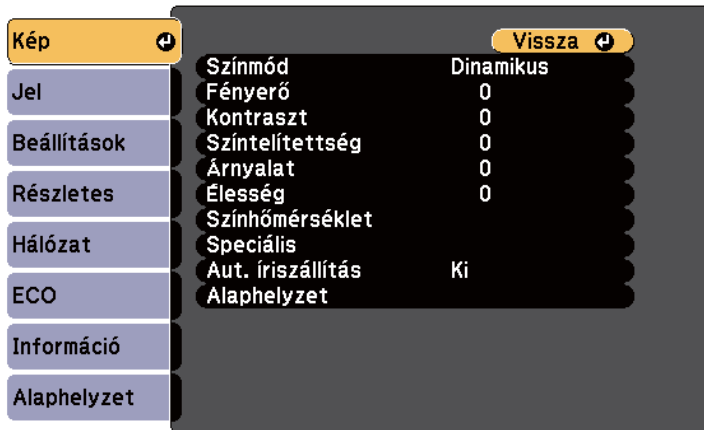 Kép
Jel
Beállítások
Részletes
Hálózat
ECO
Információ
Alaphelyzet
Vissza
Színmód Dinamikus
Fényerő 0
Kontraszt 0
Színtelítettség 0
Árnyalat 0
Élesség 0
Színhőmérséklet
Speciális
Aut. íriszállítás Ki
Alaphelyzet